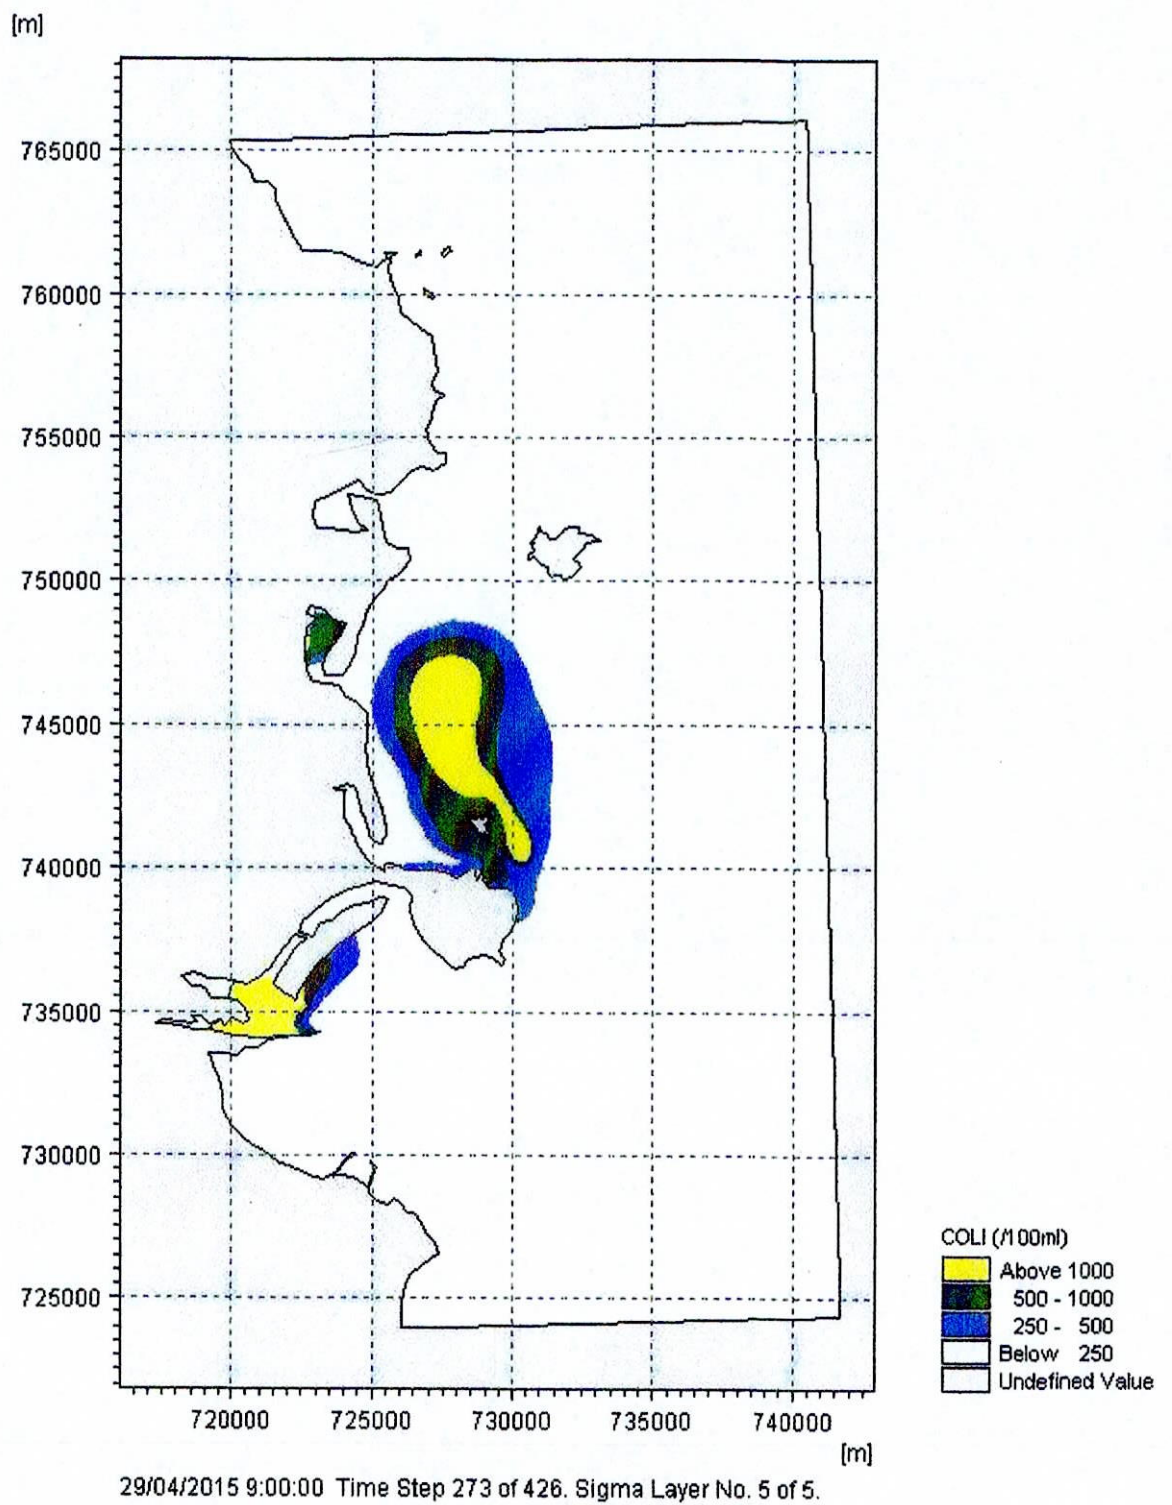 [m]
765000
760000
755000
750000
745000
740000
735000
730000
725000
720000 725000 730000 735000 740000
[m]
COLI (/100ml)
Above 1000
500 - 1000
250 - 500
Below 250
Undefined Value
29/04/2015 9:00:00 Time Step 273 of 426. Sigma Layer No. 5 of 5.